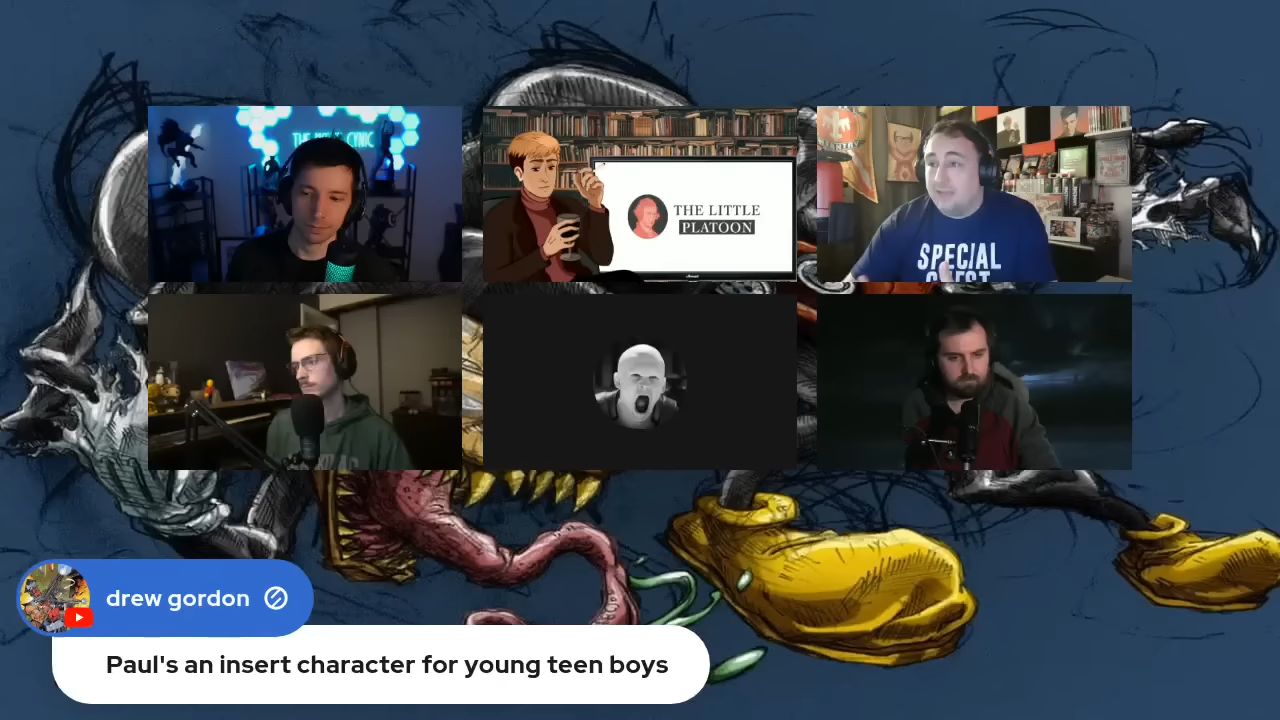 THE LITTLE
PLATOON
SPECIAL
drew gordon
Paul's an insert character for young teen boys